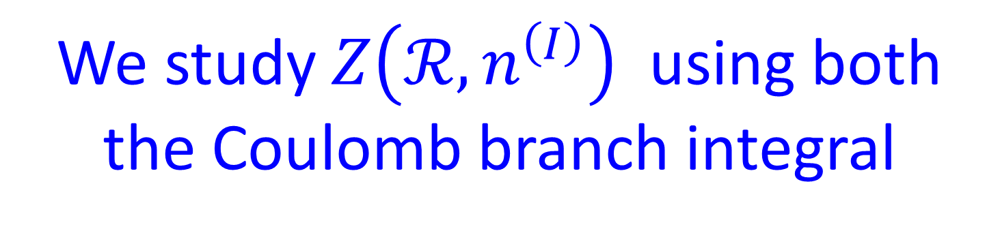 We study 𝑍(ℛ, 𝑛^(𝐼)) using both
the Coulomb branch integral